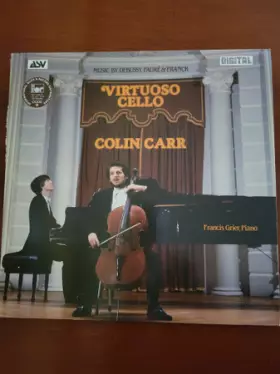 ASV
MUSIC BY DEBUSSY, FAURÉ & FRANCK
DIGITAL
VIRTUOSO
CELLO
COLIN CARR
Francis Grier, Piano